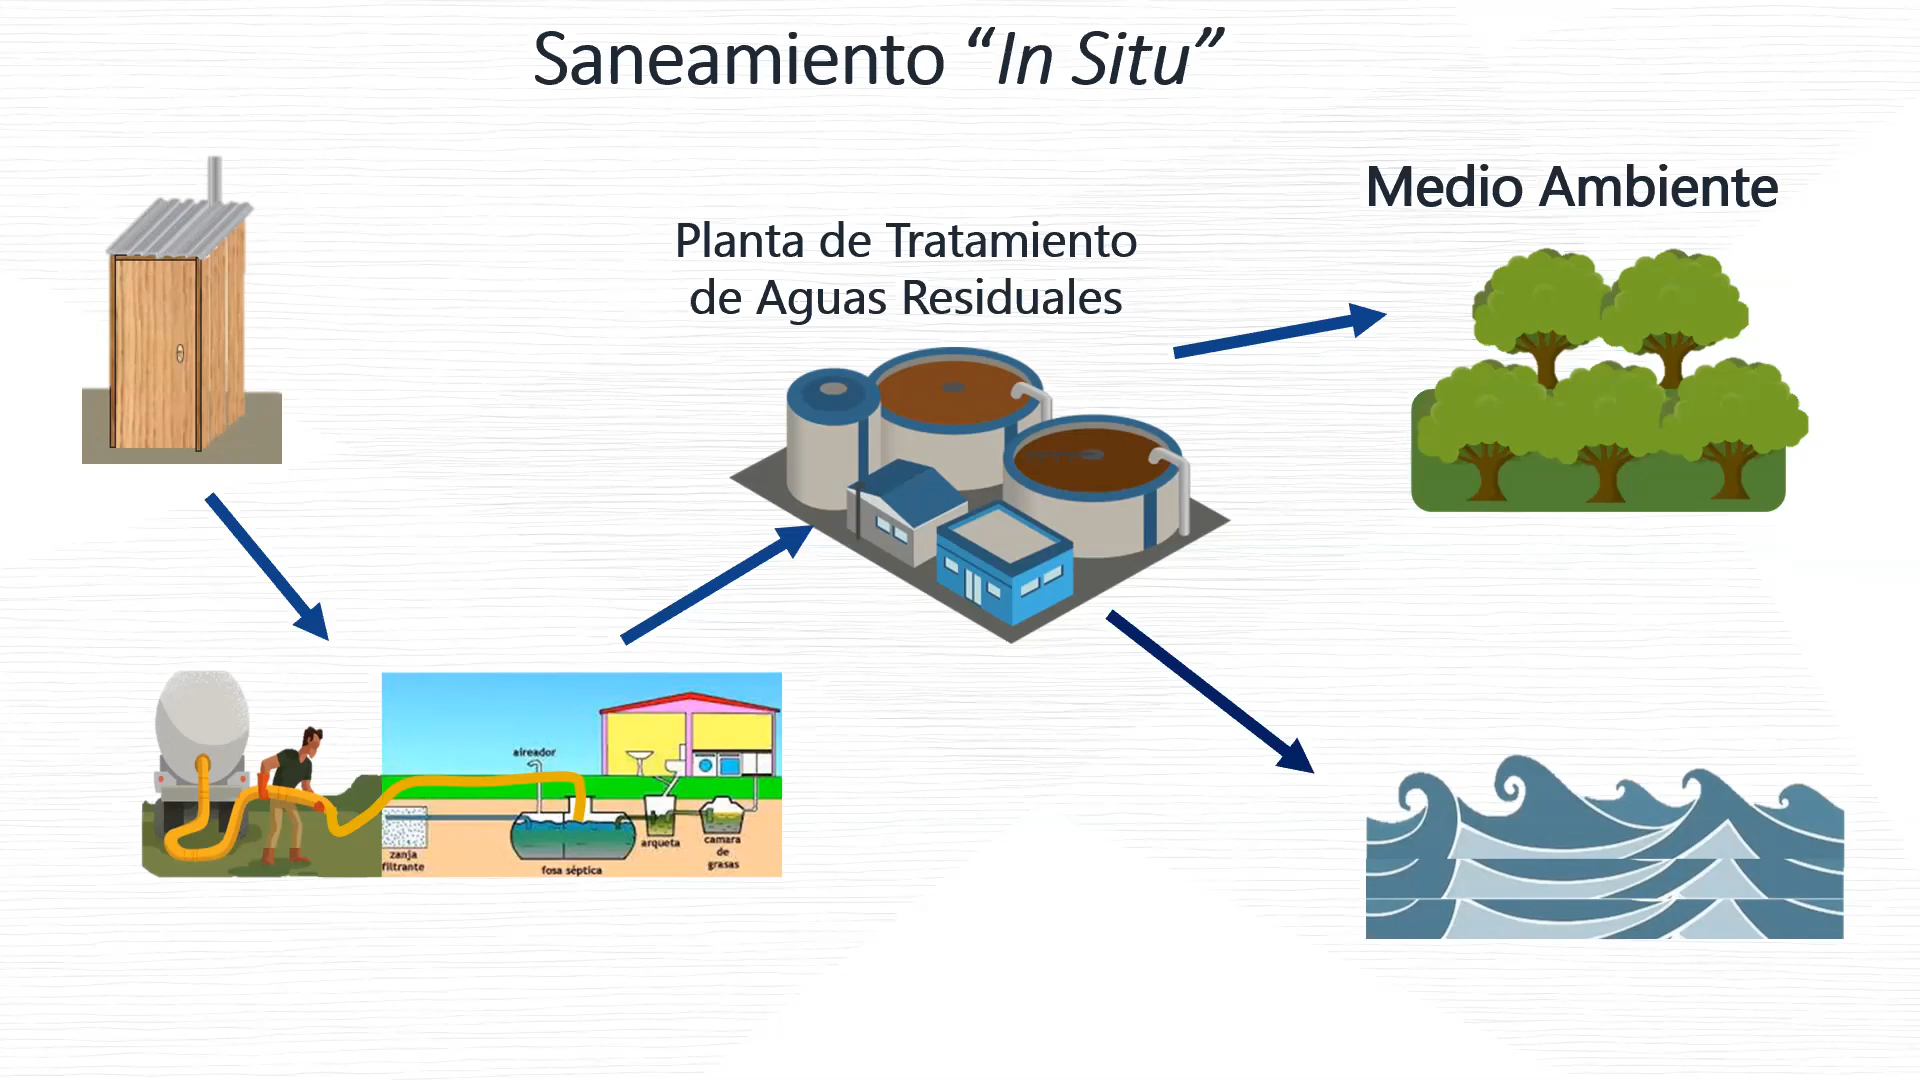 Saneamiento “In Situ”
Medio Ambiente
Planta de Tratamiento
de Aguas Residuales
aireador
zanja
filtrante
fosa séptica
arqueta
camara
de
grasas